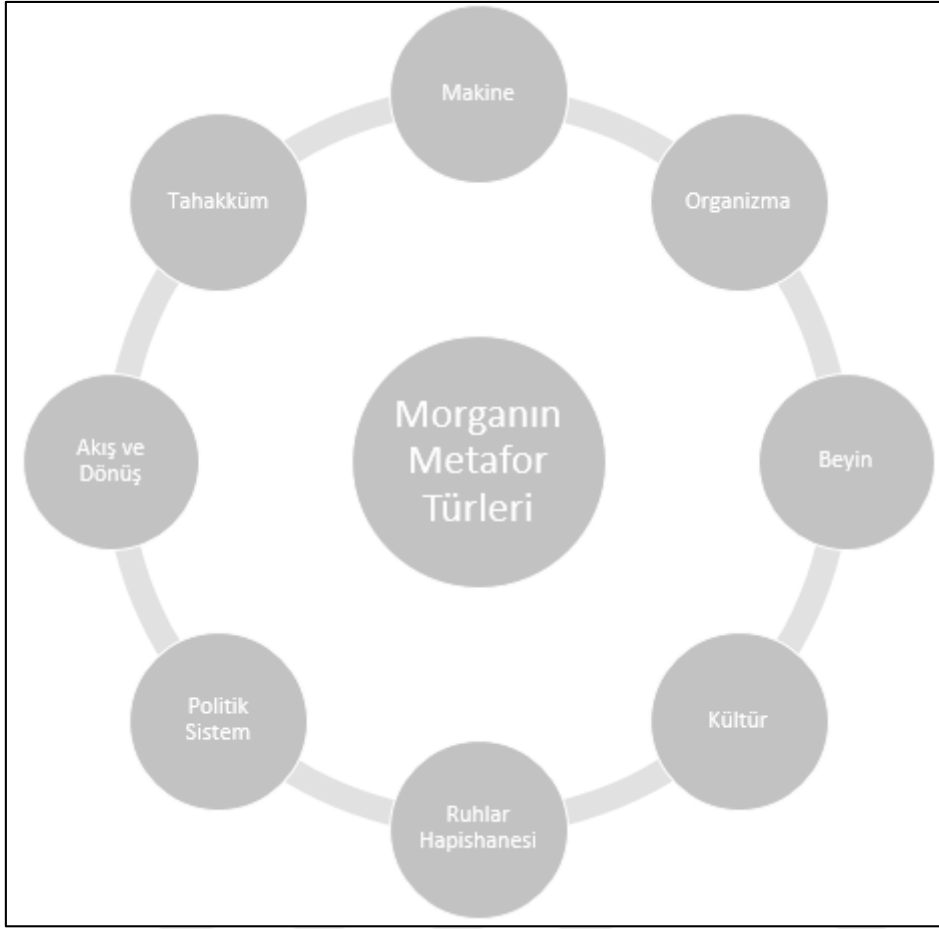 Makine
Organizma
Beyin
Kültür
Ruhlar
Hapishanesi
Politik
Sistem
Akış ve
Dönüş
Tahakküm
Morganın
Metafor
Türleri